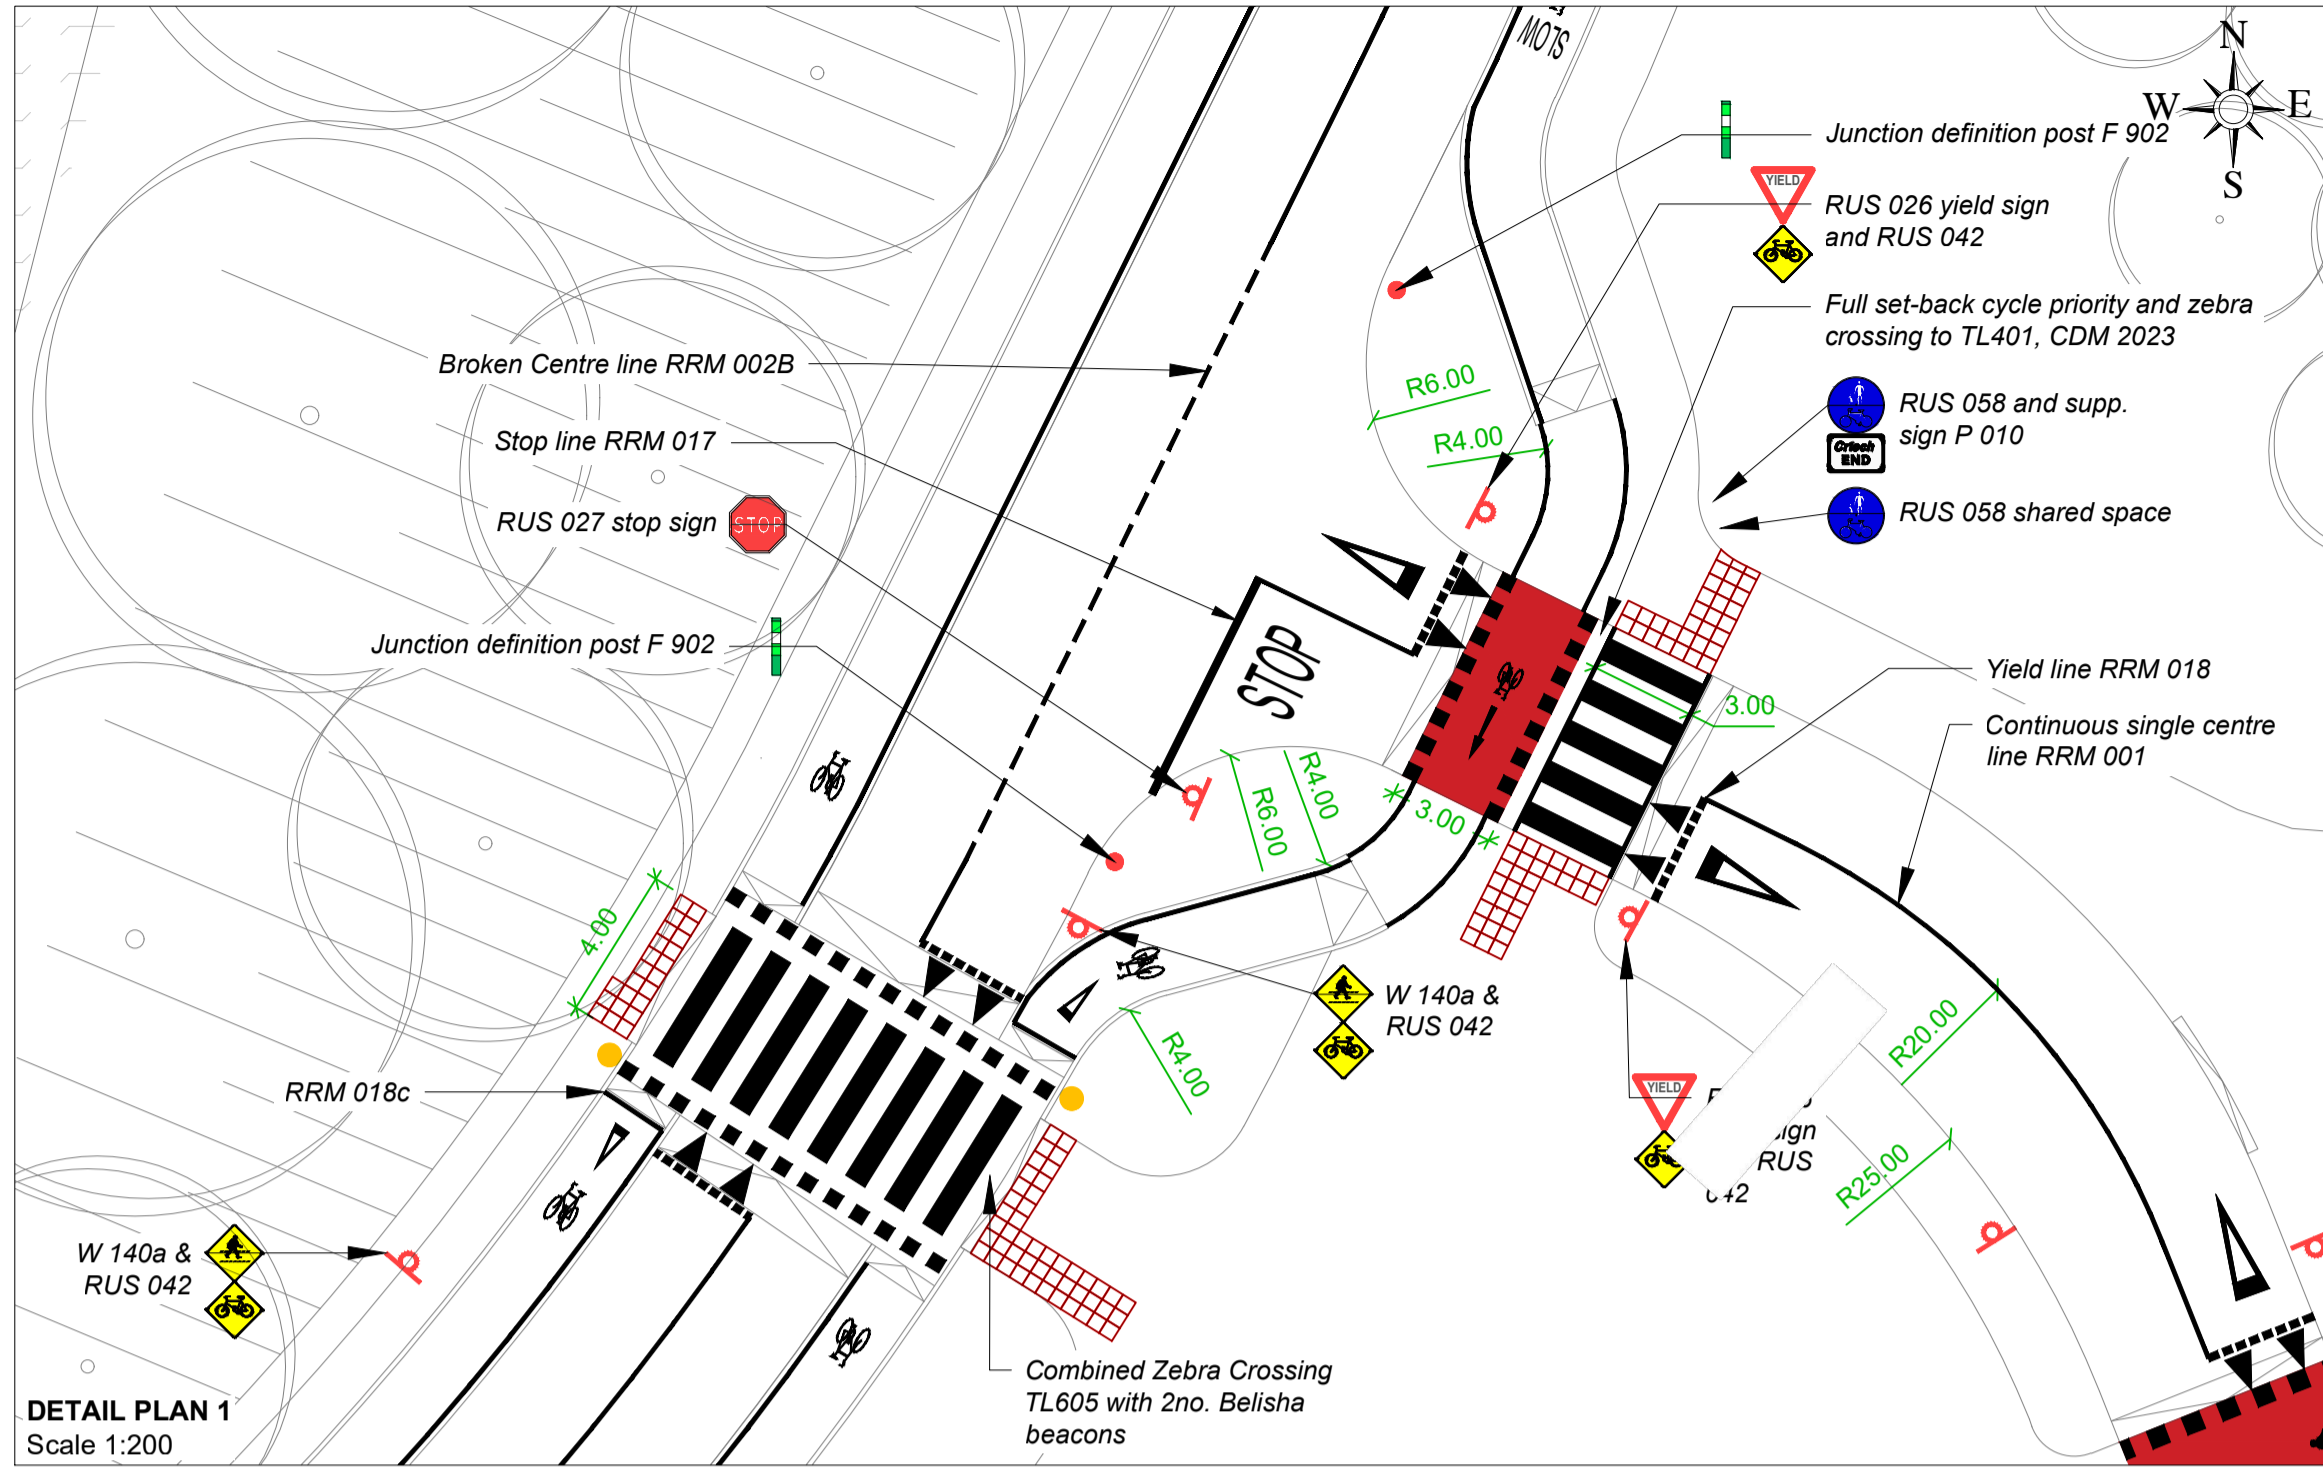 SLOW
N
W
E
S
Junction definition post F 902
YIELD
RUS 026 yield sign
and RUS 042
Full set-back cycle priority and zebra
crossing to TL401, CDM 2023
Broken Centre line RRM 002B
R6.00
R4.00
Stop line RRM 017
RUS 058 and supp.
sign P 010
Críoch
END
RUS 027 stop sign
STOP
RUS 058 shared space
STOP
Junction definition post F 902
Yield line RRM 018
3.00
Continuous single centre
line RRM 001
R4.00
R6.00
3.00
4.00
W 140a &
RUS 042
R4.00
R20.00
RRM 018c
YIELD
RUS
R25.00
W 140a &
RUS 042
Combined Zebra Crossing
TL605 with 2no. Belisha
beacons
DETAIL PLAN 1
Scale 1:200